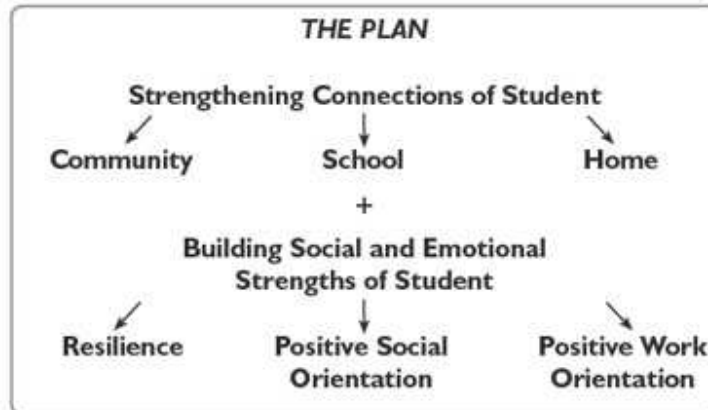 THE PLAN
Strengthening Connections of Student
Community School Home
+
Building Social and Emotional
Strengths of Student
Resilience Positive Social Positive Work
Orientation Orientation